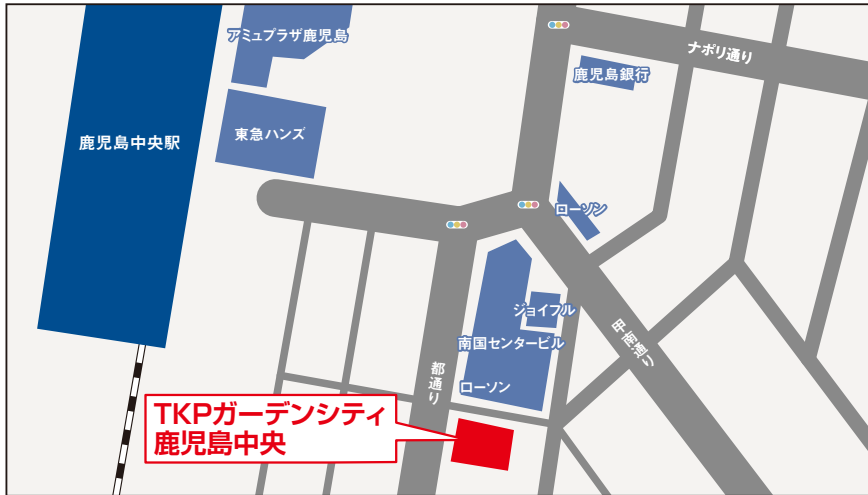 アミュプラザ鹿児島
ナポリ通り
鹿児島銀行
鹿児島中央駅
東急ハンズ
ローソン
ジョイフル
甲南通り
南国センタービル
都通り
ローソン
TKPガーデンシティ
鹿児島中央